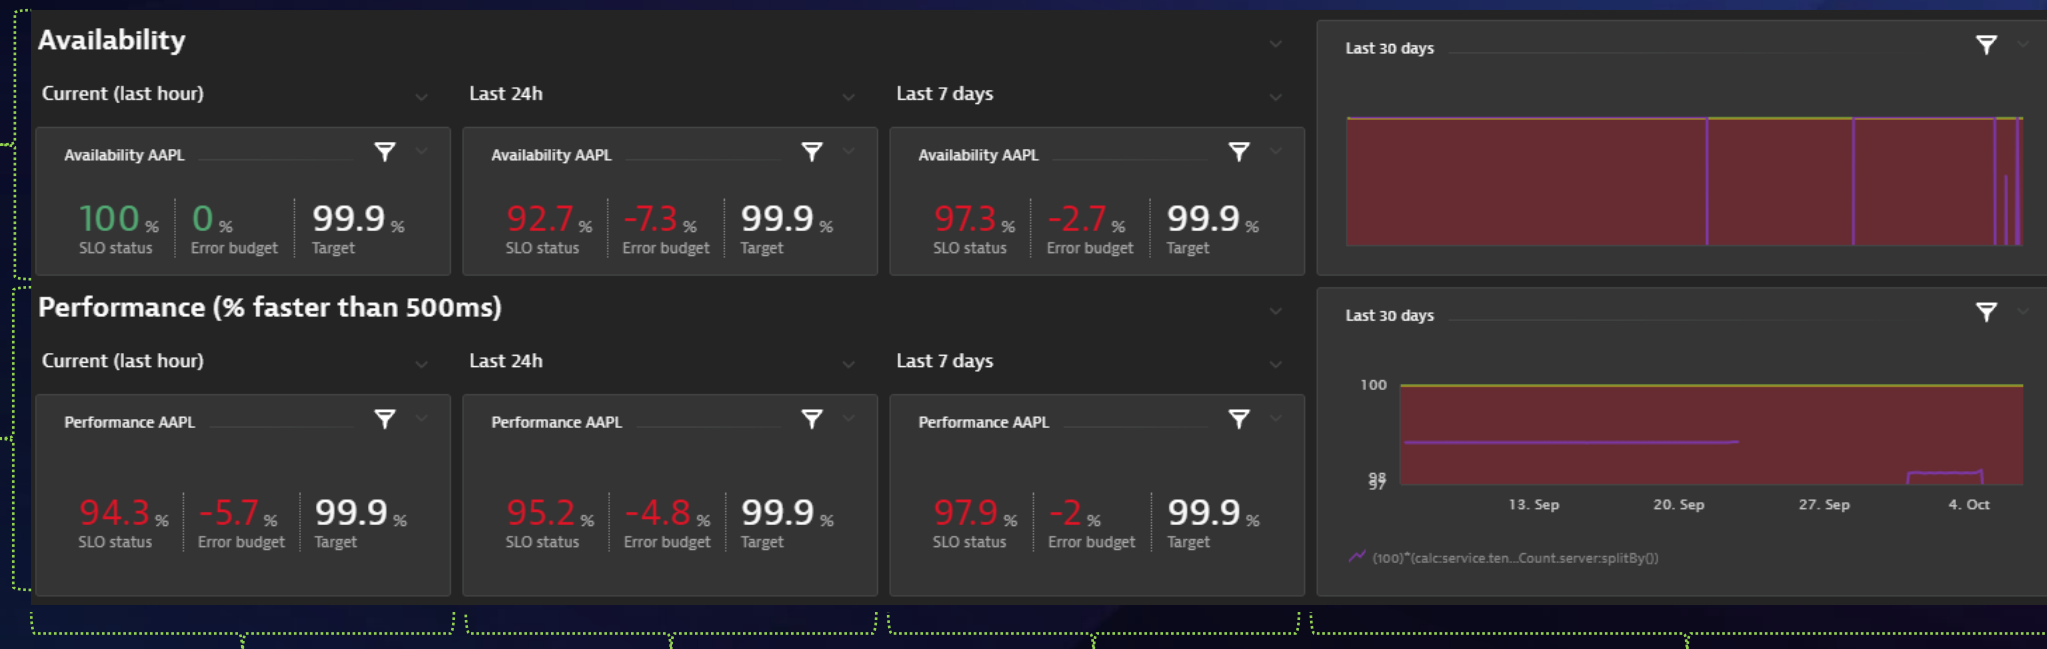 Availability
Current (last hour)
Last 24h
Last 7 days
Last 30 days
Availability AAPL
100 %
SLO status
0 %
Error budget
99.9 %
Target
Availability AAPL
92.7 %
SLO status
-7.3 %
Error budget
99.9 %
Target
Availability AAPL
97.3 %
SLO status
-2.7 %
Error budget
99.9 %
Target
Performance (% faster than 500ms)
Current (last hour)
Last 24h
Last 7 days
Last 30 days
Performance AAPL
94.3 %
SLO status
-5.7 %
Error budget
99.9 %
Target
Performance AAPL
95.2 %
SLO status
-4.8 %
Error budget
99.9 %
Target
Performance AAPL
97.9 %
SLO status
-2 %
Error budget
99.9 %
Target
100
98
97
13. Sep
20. Sep
27. Sep
4. Oct
(100)*(calc:service.ten...Count.server:splitBy())